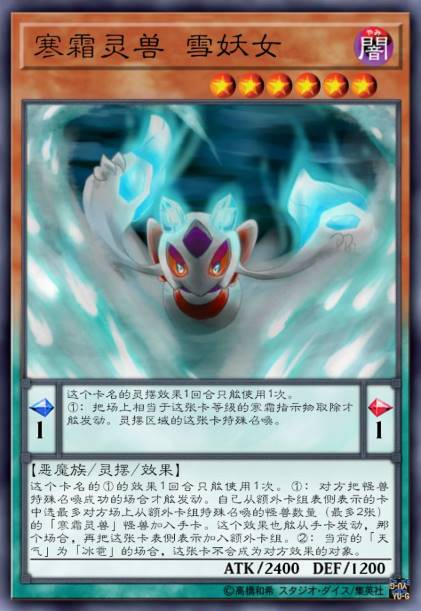 寒霜灵兽 雪妖女
やみ
闇
这个卡名的灵摆效果1回合只能使用1次。
①：把场上相当于这张卡等级的寒霜指示物取除才
能发动。灵摆区域的这张卡特殊召唤。
1
1
【恶魔族/灵摆/效果】
这个卡名的①的效果1回合只能使用1次。①：对方把怪兽
特殊召唤成功的场合才能发动。自己从额外卡组表侧表示的卡
中选最多对方场上从额外卡组特殊召唤的怪兽数量（最多2张）
的「寒霜灵兽」怪兽加入手卡。这个效果也能从手卡发动，那
个场合，再把这张卡表侧表示加入额外卡组。②：当前的「天
气」为「冰雹」的场合，这张卡不会成为对方效果的对象。
ATK/2400 DEF/1200
©高橋和希 スタジオ・ダイス/集英社